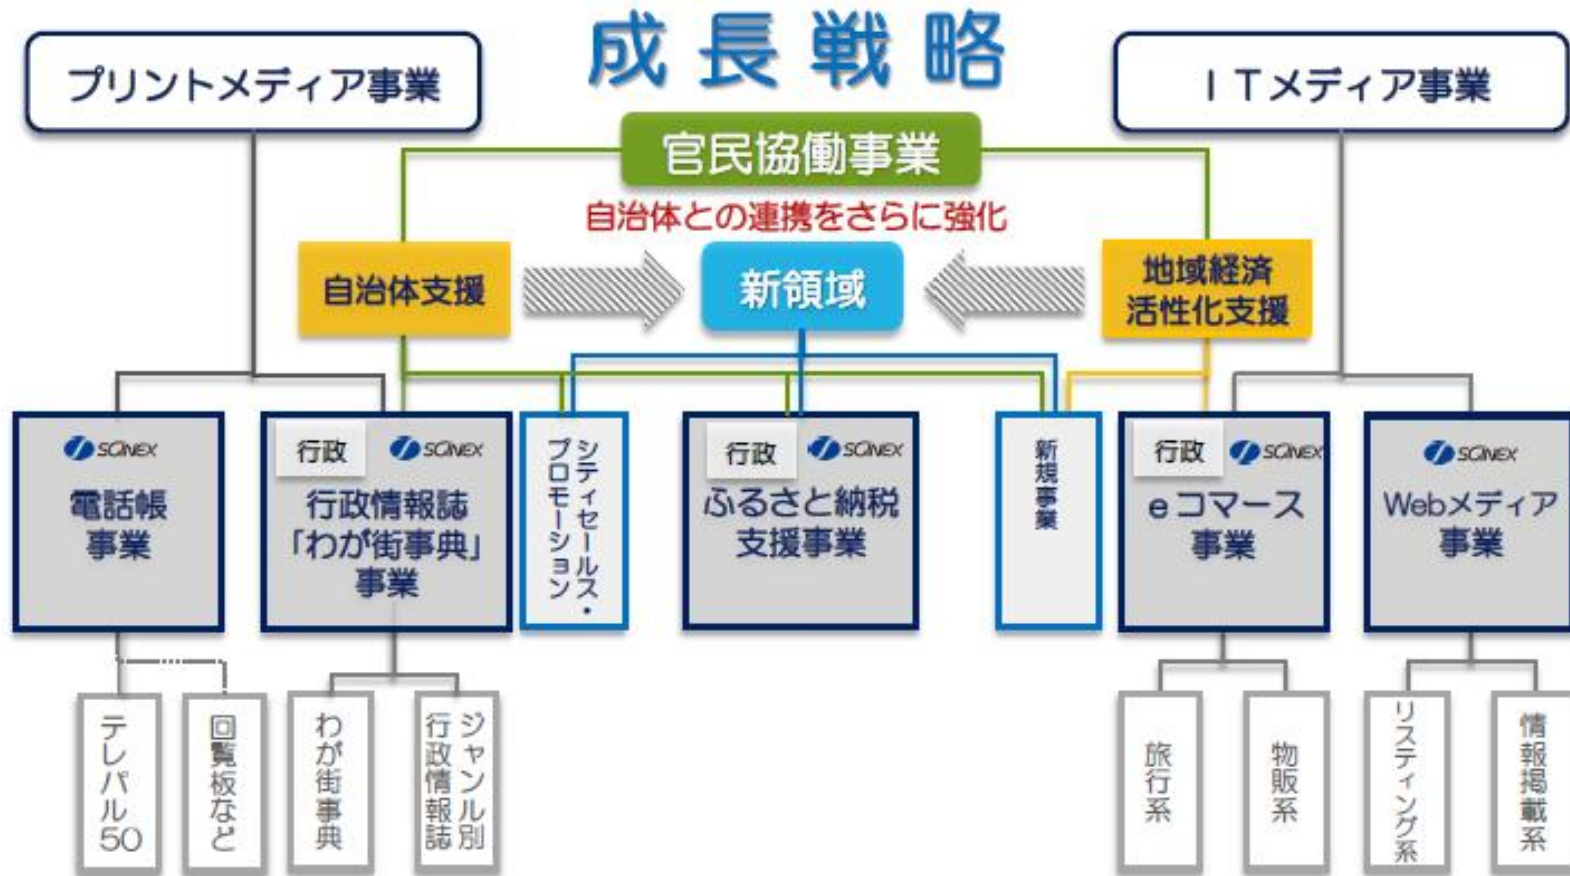 成長戦略
プリントメディア事業
ITメディア事業
官民協働事業
自治体との連携をさらに強化
自治体支援
新領域
地域経済
活性化支援
SCINEX
電話帳
事業
行政
SCINEX
行政情報誌
「わが街事典」
事業
シティセールス・
プロモーション
行政
SCINEX
ふるさと納税
支援事業
新規事業
行政
SCINEX
eコマース
事業
SCINEX
Webメディア
事業
テレパル50
回覧板など
わが街事典
ジャンル別
行政情報誌
旅行系
物販系
リスティング系
情報掲載系